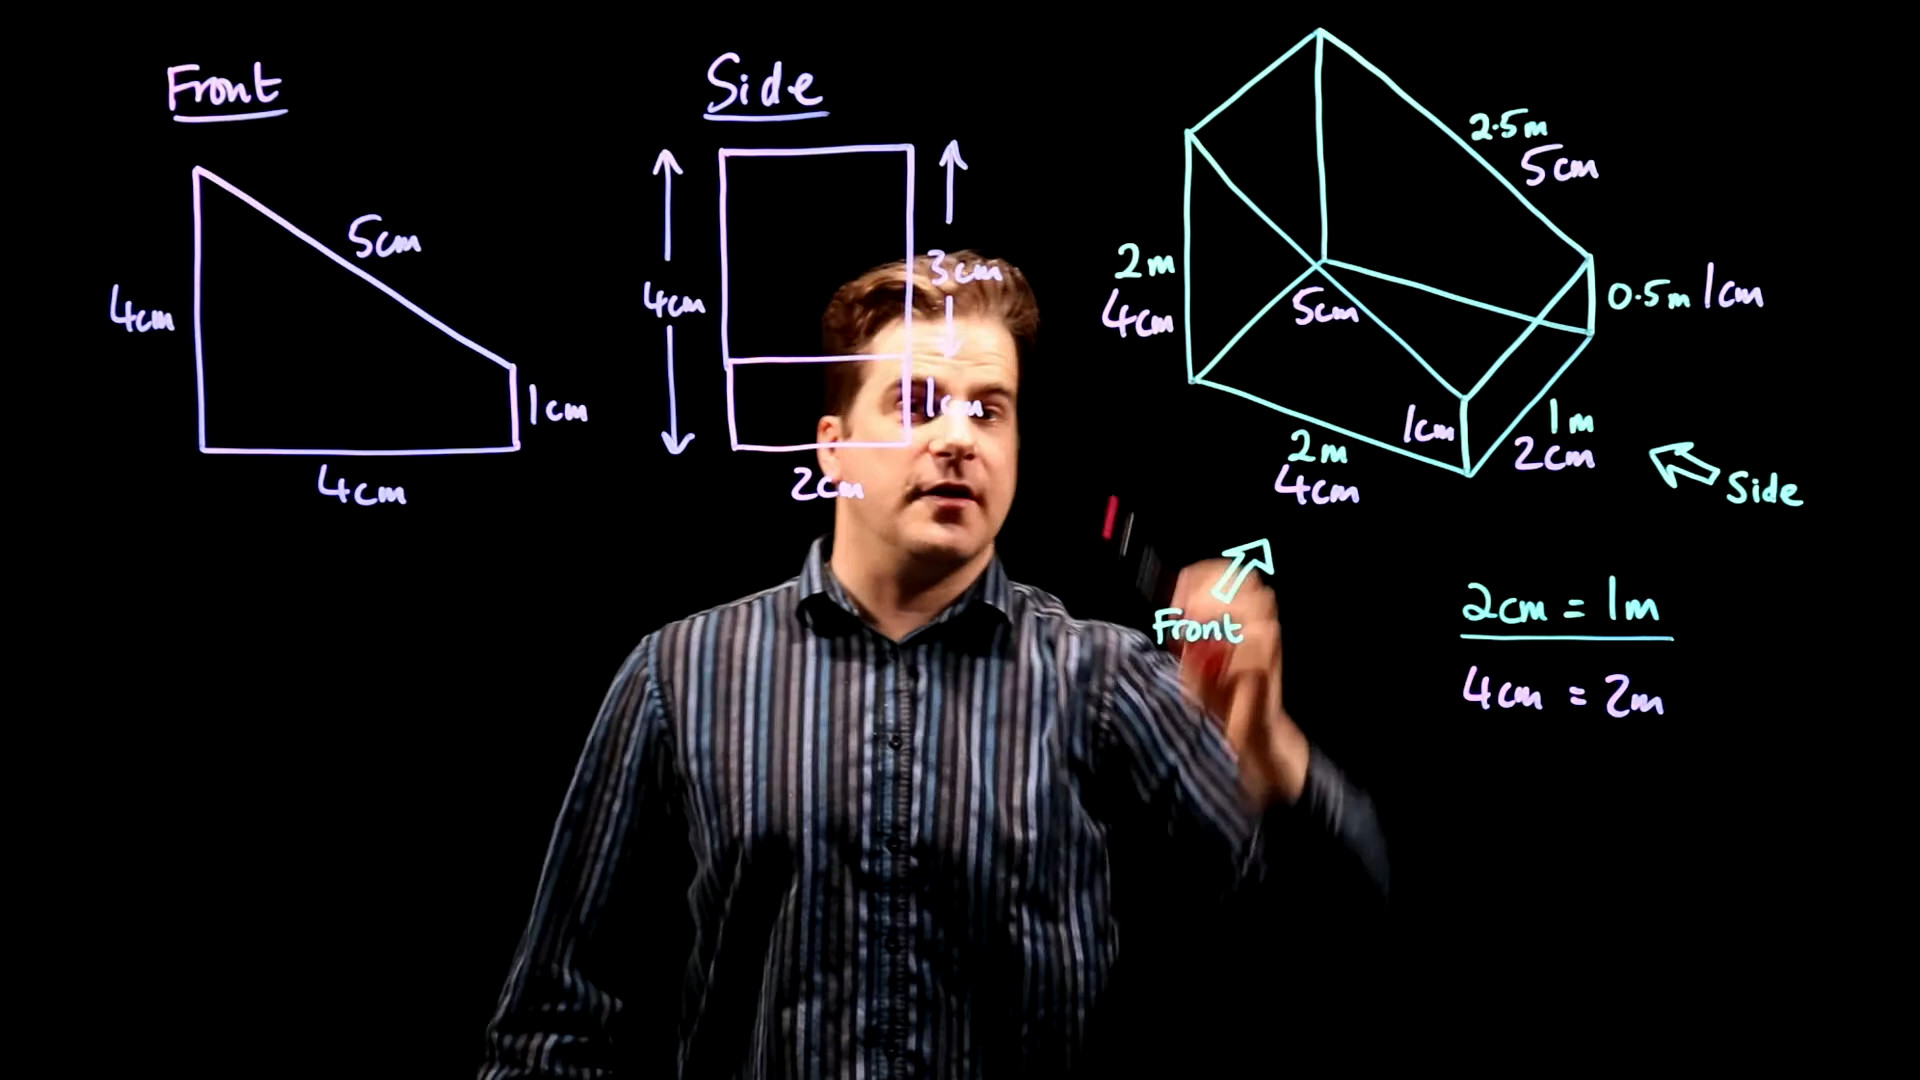 Front
5cm
4cm
1cm
4cm
Side
3cm
4cm
1cm
2cm
2.5m
5cm
2m
4cm
5cm
0.5m 1cm
1cm
1m
2cm
2m
4cm
Side
Front
2cm = 1m
4cm = 2m